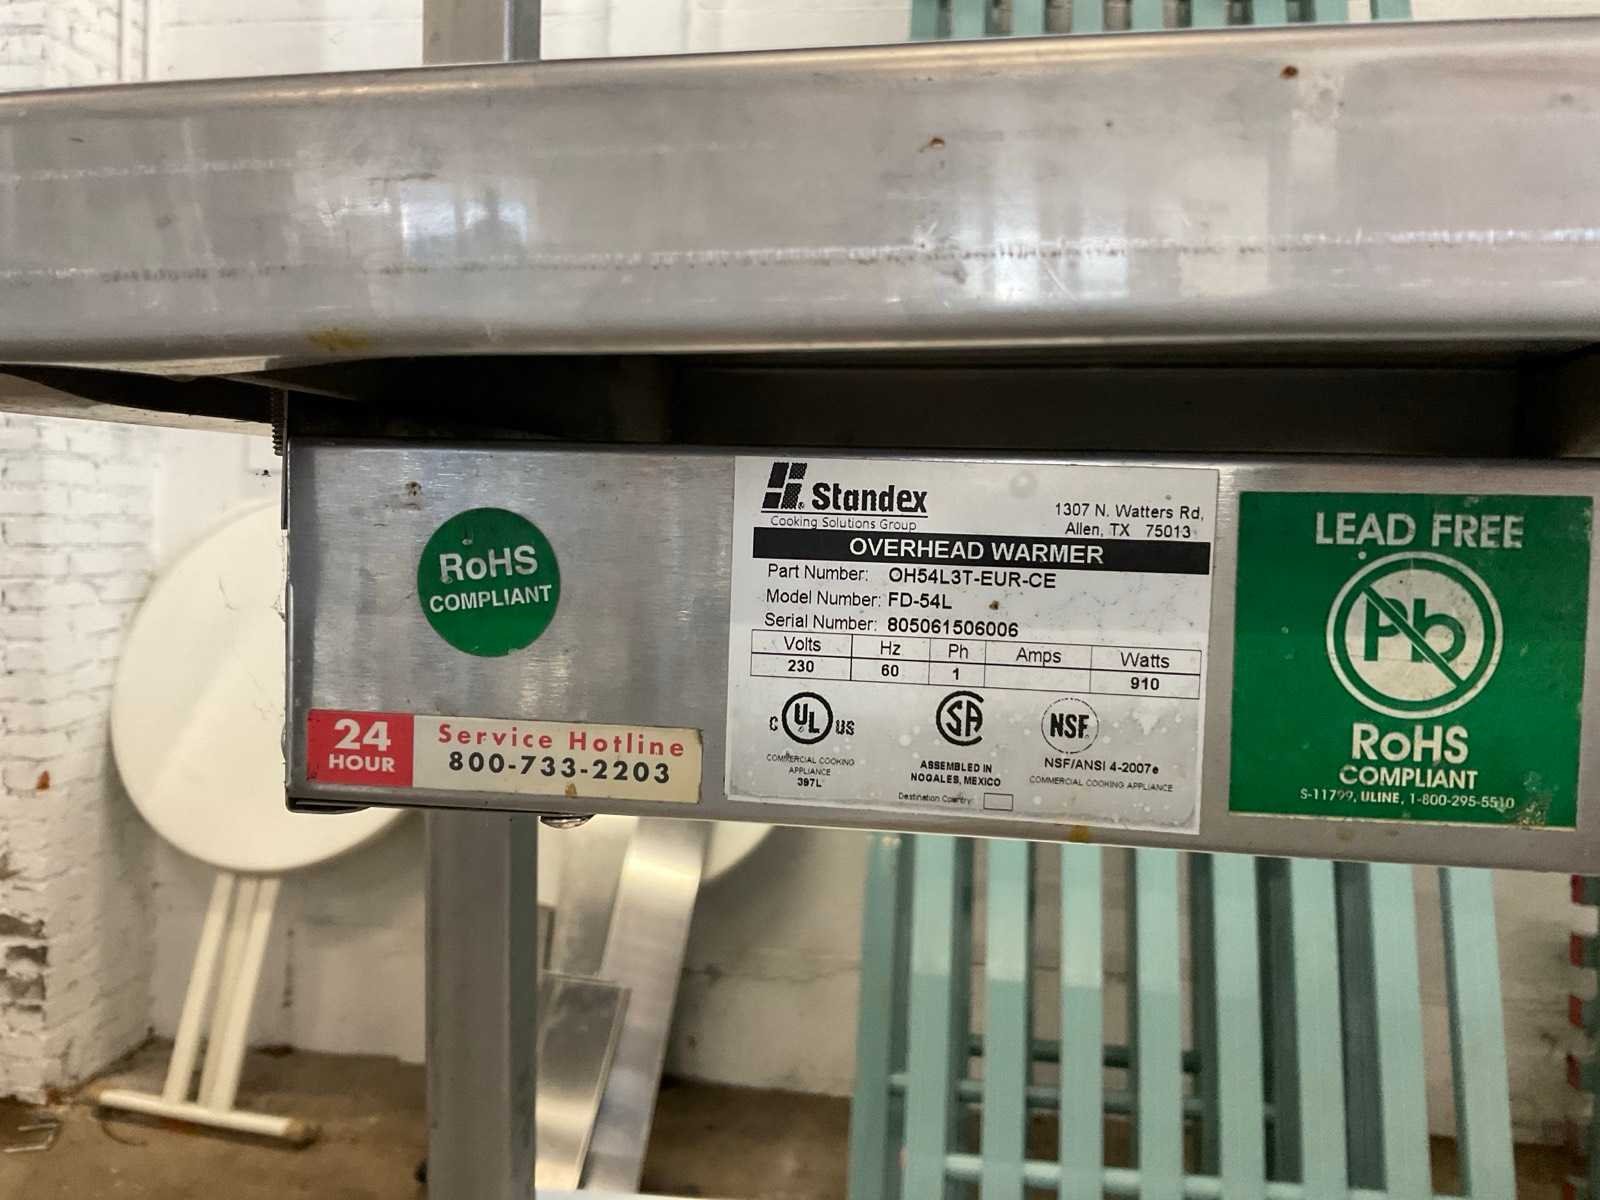 RoHS
COMPLIANT
24
HOUR
Service Hotline
800-733-2203
Standex
Cooking Solutions Group
1307 N. Watters Rd,
Allen, TX 75013
OVERHEAD WARMER
Part Number: OH54L3T-EUR-CE
Model Number: FD-54L
Serial Number: 805061506006
Volts Hz Ph Amps Watts
230 60 1 910
C UL US
COMMERCIAL COOKING
APPLIANCE
397L
SA
ASSEMBLED IN
NOGALES, MEXICO
Destination Country:
NSF
NSF/ANSI 4-2007e
COMMERCIAL COOKING APPLIANCE
LEAD FREE
Pb
RoHS
COMPLIANT
S-11799, ULINE, 1-800-295-5510